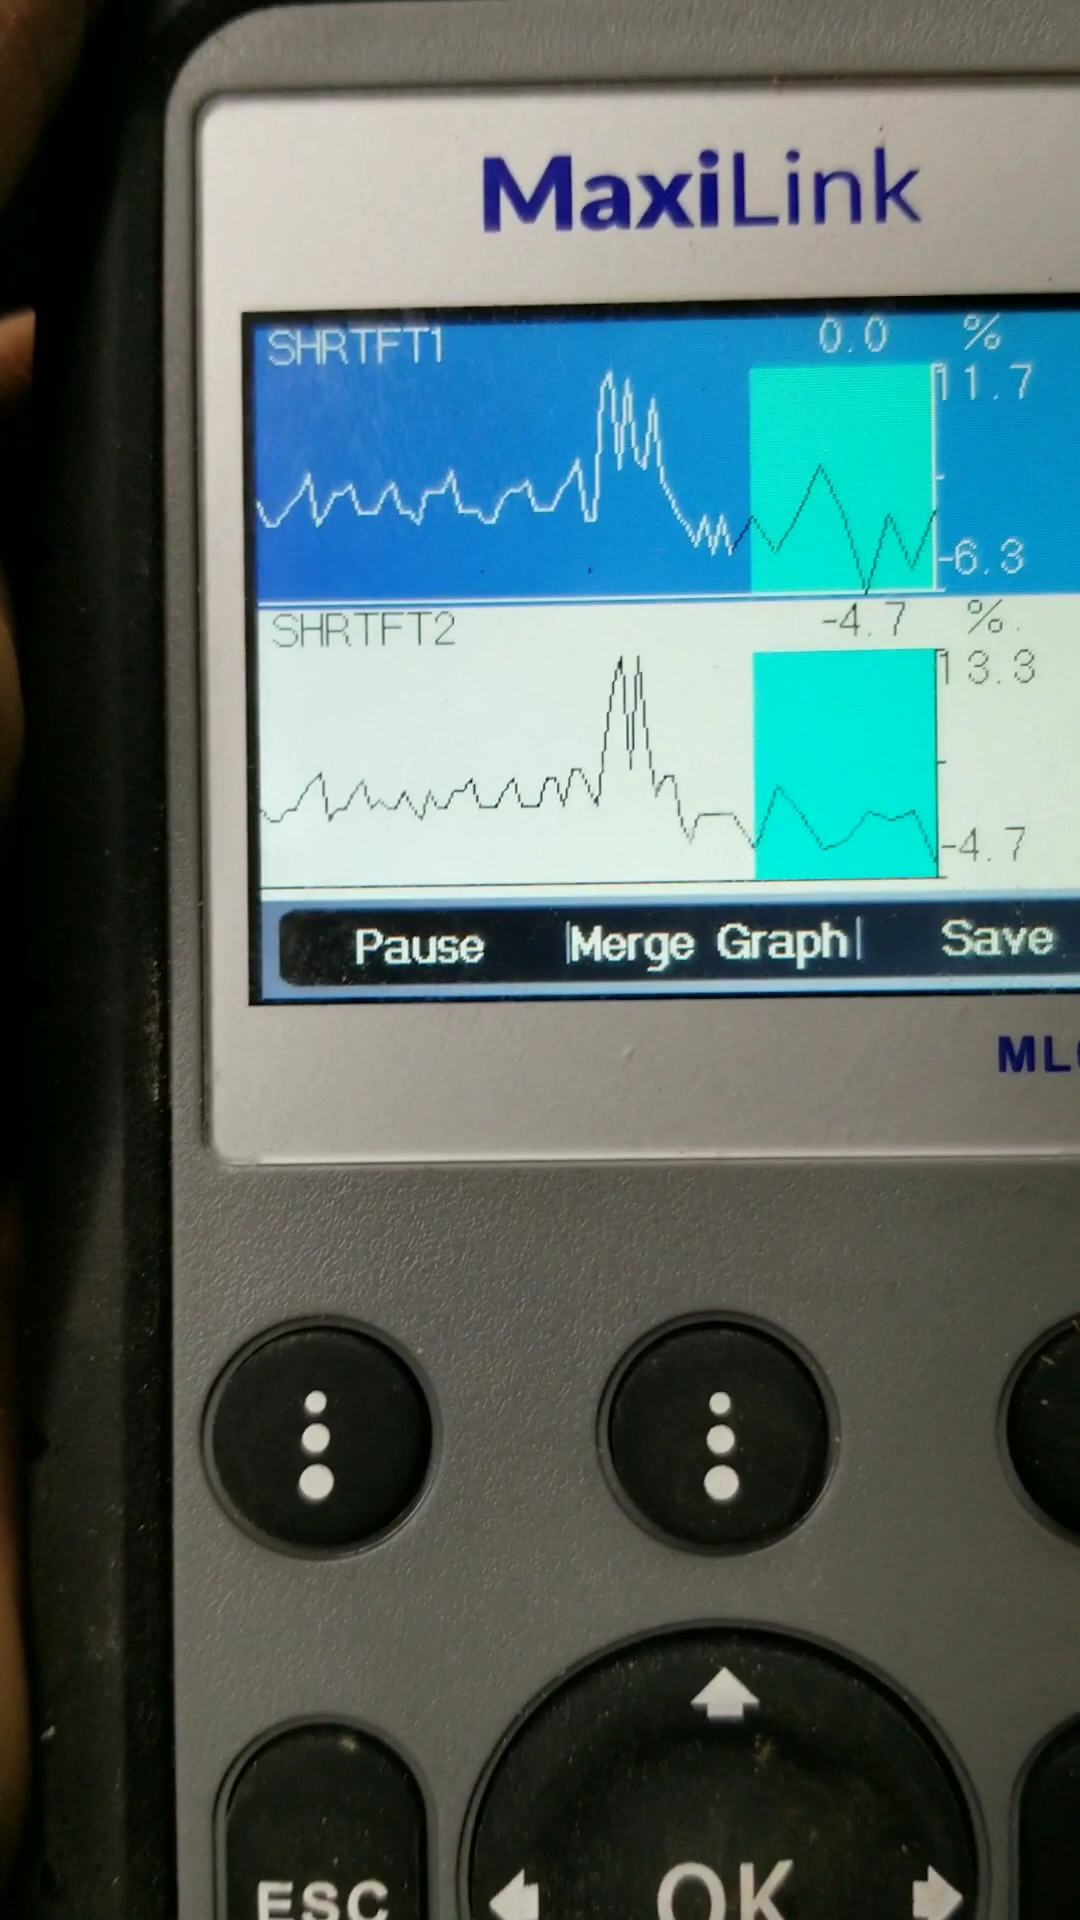 MaxiLink
SHRTFT1 0.0 %
11.7
-6.3
SHRTFT2 -4.7 %
13.3
-4.7
Pause Merge Graph Save
ML
ESC OK